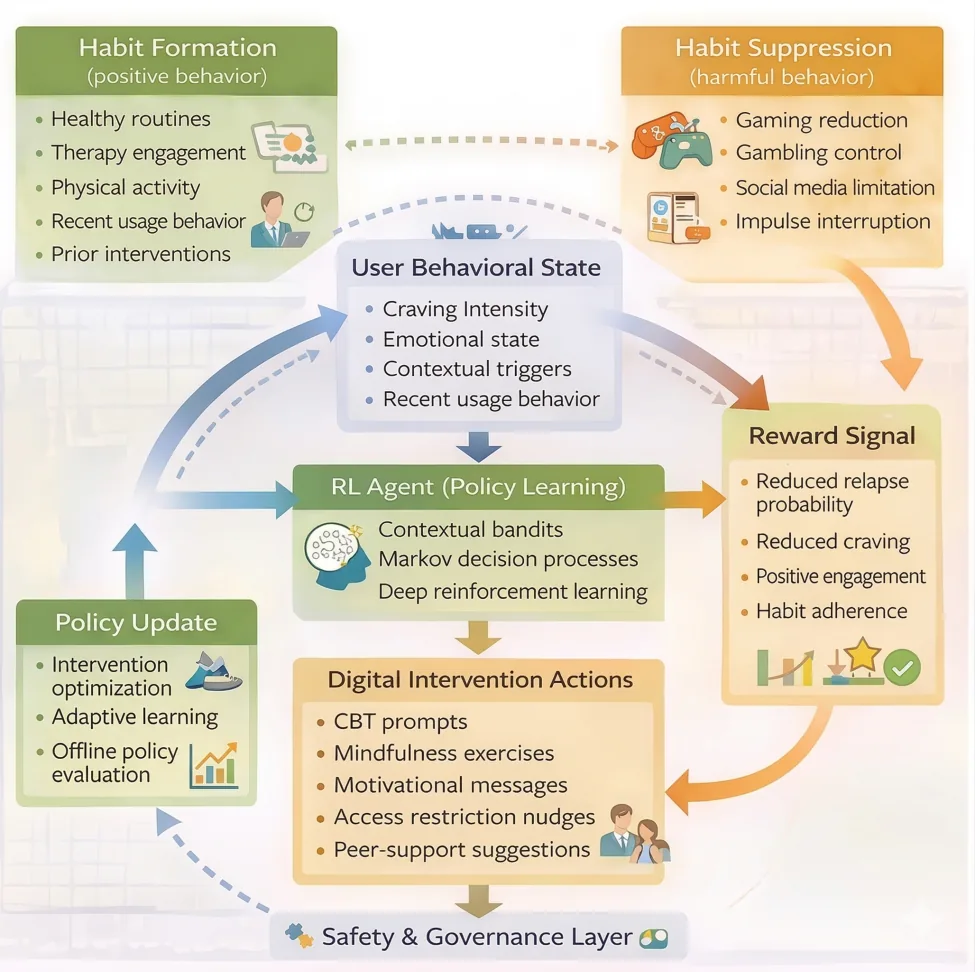 Habit Formation
(positive behavior)
• Healthy routines
• Therapy engagement
• Physical activity
• Recent usage behavior
• Prior interventions
Habit Suppression
(harmful behavior)
• Gaming reduction
• Gambling control
• Social media limitation
• Impulse interruption
User Behavioral State
• Craving Intensity
• Emotional state
• Contextual triggers
• Recent usage behavior
RL Agent (Policy Learning)
Contextual bandits
Markov decision processes
Deep reinforcement learning
Reward Signal
• Reduced relapse
probability
• Reduced craving
• Positive engagement
• Habit adherence
Policy Update
• Intervention
optimization
• Adaptive learning
• Offline policy
evaluation
Digital Intervention Actions
• CBT prompts
• Mindfulness exercises
• Motivational messages
• Access restriction nudges
• Peer-support suggestions
Safety & Governance Layer